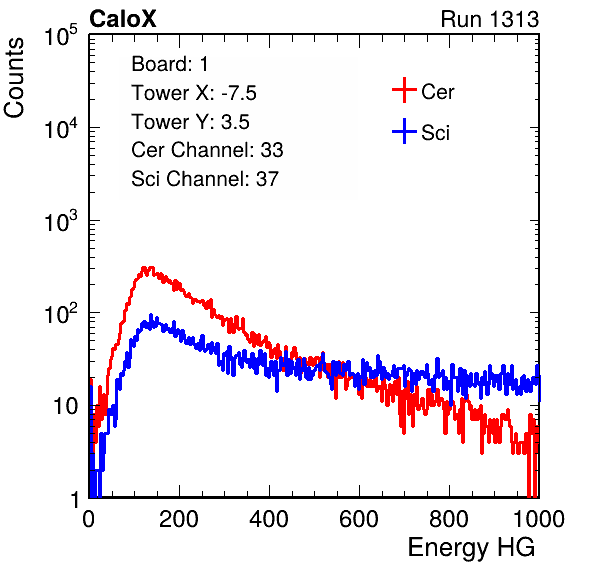 CaloX Run 1313
Counts
10^5
10^4
10^3
10^2
10
1
Board: 1
Tower X: -7.5
Tower Y: 3.5
Cer Channel: 33
Sci Channel: 37
Cer
Sci
0 200 400 600 800 1000
Energy HG